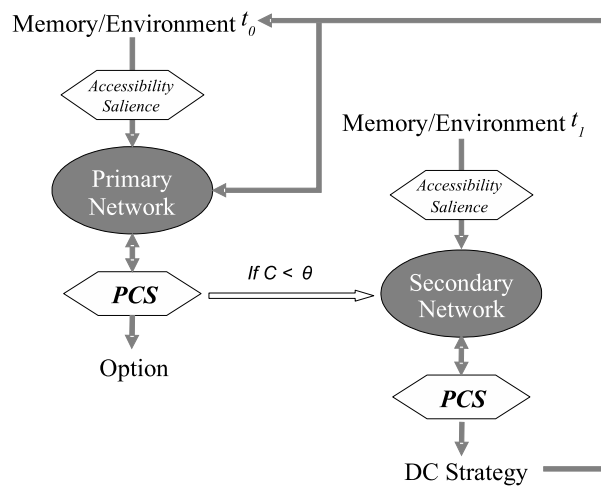 Memory/Environment t0
Accessibility
Salience
Primary
Network
PCS
Option
If C < θ
Memory/Environment t1
Accessibility
Salience
Secondary
Network
PCS
DC Strategy